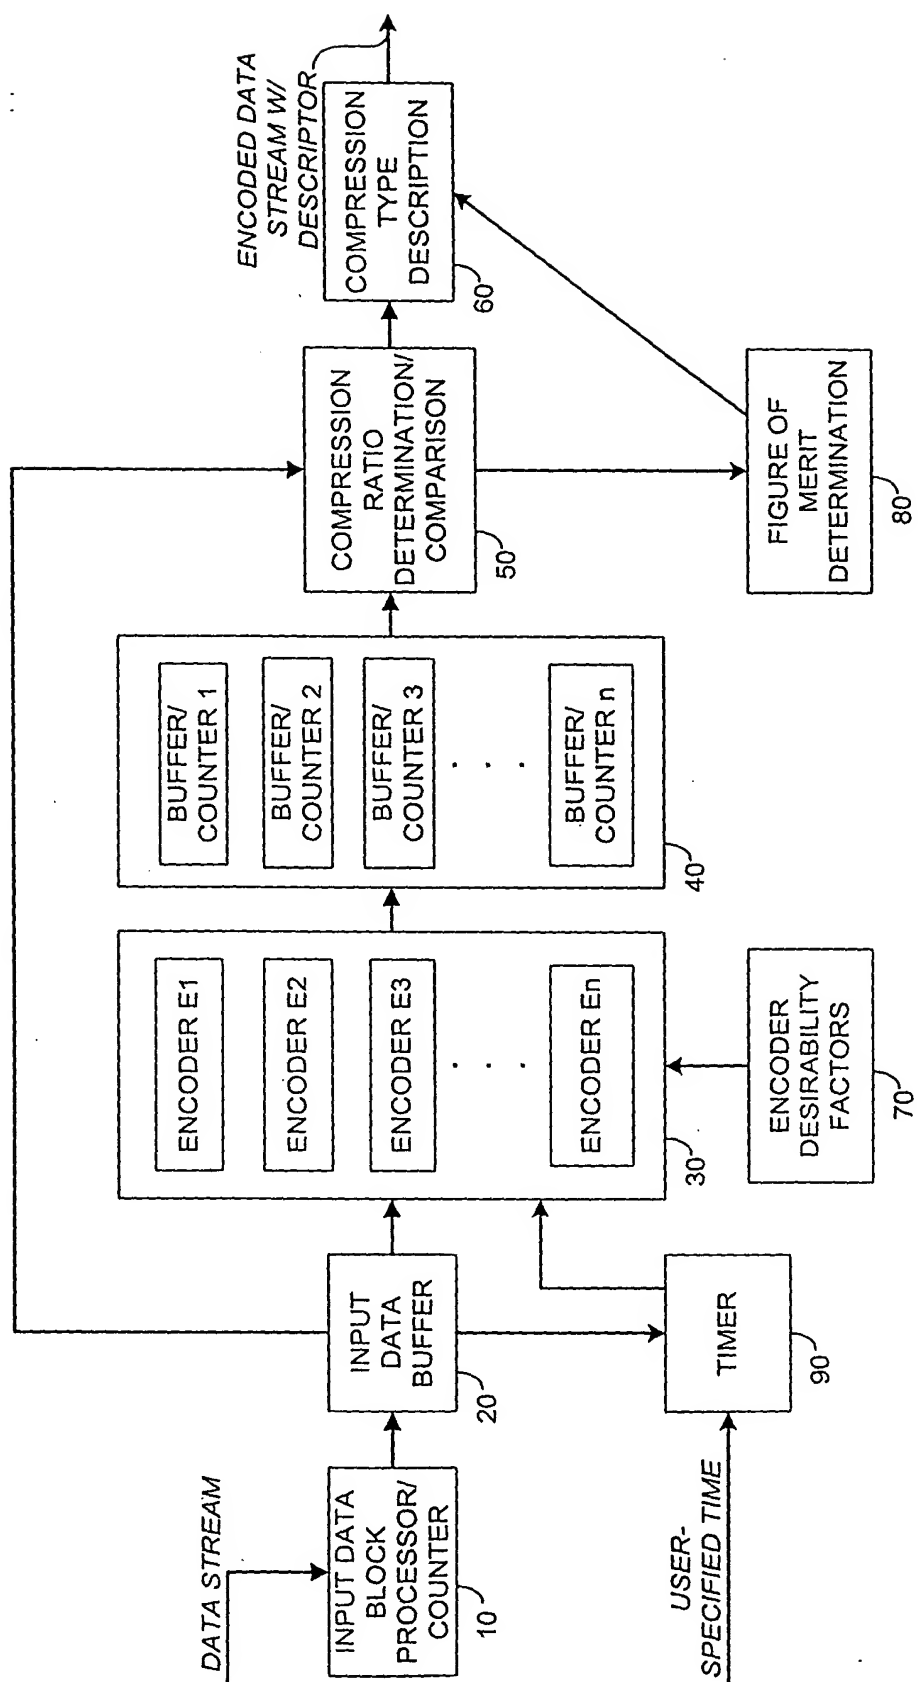 DATA STREAM
INPUT DATA
BLOCK
PROCESSOR/
COUNTER
10
INPUT
DATA
BUFFER
20
USER-
SPECIFIED TIME
TIMER
90
ENCODER E1
ENCODER E2
ENCODER E3
. . .
ENCODER En
30
ENCODER
DESIRABILITY
FACTORS
70
BUFFER/
COUNTER 1
BUFFER/
COUNTER 2
BUFFER/
COUNTER 3
. . .
BUFFER/
COUNTER n
40
COMPRESSION
RATIO
DETERMINATION/
COMPARISON
50
FIGURE OF
MERIT
DETERMINATION
80
COMPRESSION
TYPE
DESCRIPTION
60
ENCODED DATA
STREAM W/
DESCRIPTOR